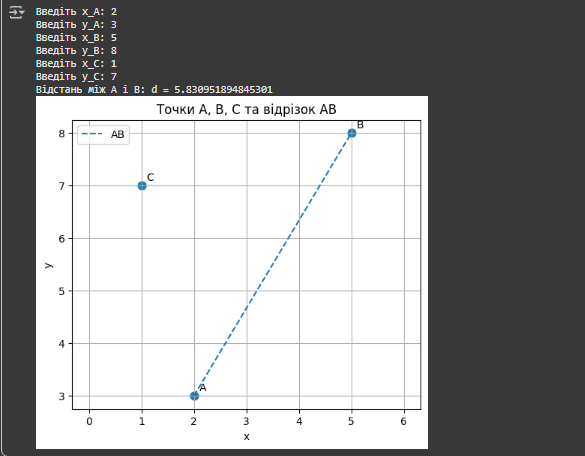 Введіть x_A: 2
Введіть y_A: 3
Введіть x_B: 5
Введіть y_B: 8
Введіть x_C: 1
Введіть y_C: 7
Відстань між A і B: d = 5.830951894845301
Точки A, B, C та відрізок AB
AB
B
C
A
8
7
6
5
4
3
y
0 1 2 3 4 5 6
x